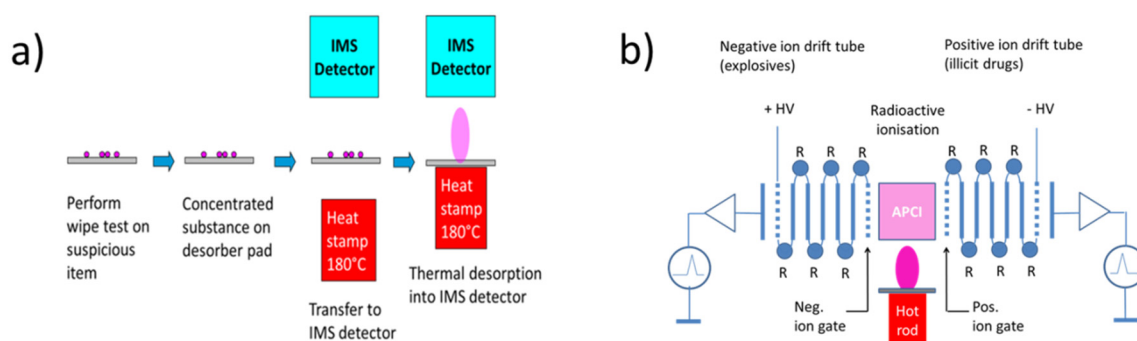 a)
IMS
Detector
IMS
Detector
Perform
wipe test on
suspicious
item
Concentrated
substance on
desorber pad
Heat
stamp
180°C
Transfer to
IMS detector
Heat
stamp
180°C
Thermal desorption
into IMS detector
b)
Negative ion drift tube
(explosives)
Positive ion drift tube
(illicit drugs)
+ HV
Radioactive
ionisation
- HV
R R R
R R R
APCI
R R R
R R R
Neg.
ion gate
Hot
rod
Pos.
ion gate